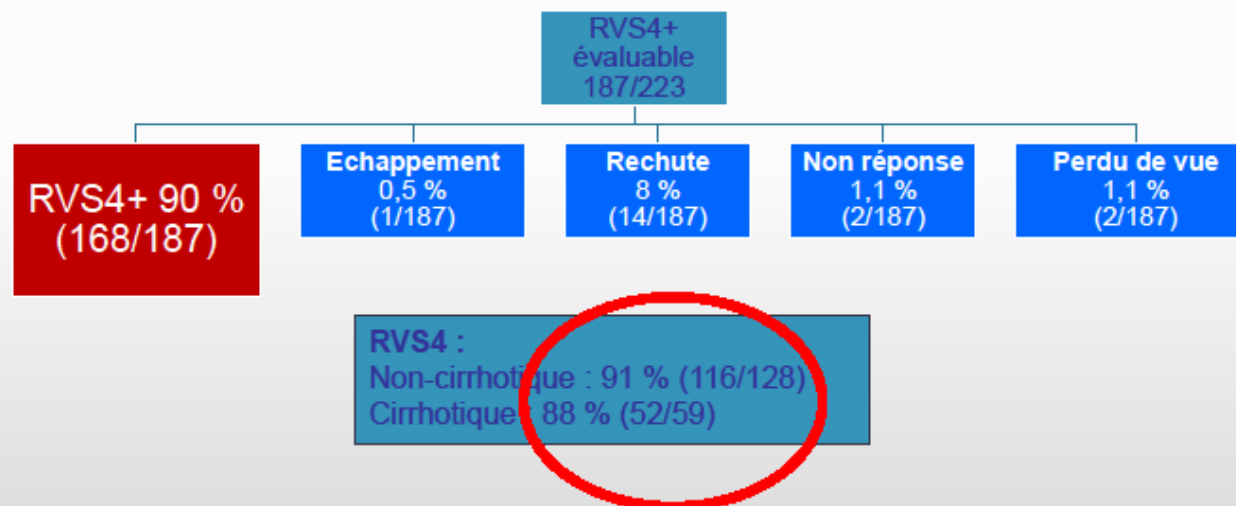 RVS4+
évaluable
187/223
RVS4+ 90 %
(168/187)
Echappement
0,5 %
(1/187)
Rechute
8 %
(14/187)
Non réponse
1,1 %
(2/187)
Perdu de vue
1,1 %
(2/187)
RVS4 :
Non-cirrhotique : 91 % (116/128)
Cirrhotique : 88 % (52/59)